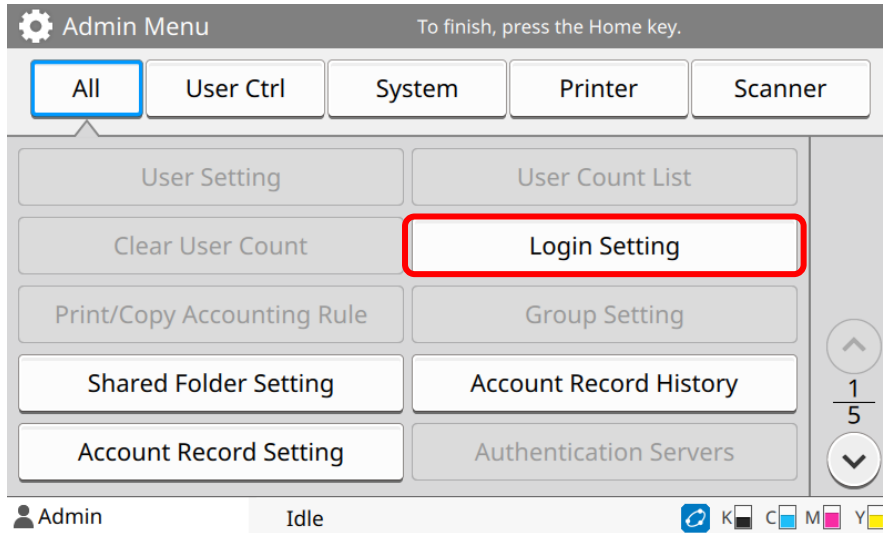 Admin Menu To finish, press the Home key.
All User Ctrl System Printer Scanner
User Setting User Count List
Clear User Count Login Setting
Print/Copy Accounting Rule Group Setting
Shared Folder Setting Account Record History
1
5
Account Record Setting Authentication Servers
Admin Idle K C M Y